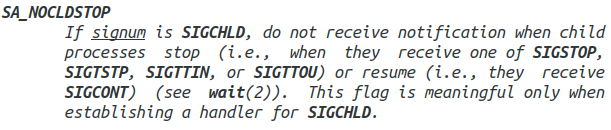 SA_NOCLDSTOP
If signum is SIGCHLD, do not receive notification when child
processes stop (i.e., when they receive one of SIGSTOP,
SIGTSTP, SIGTTIN, or SIGTTOU) or resume (i.e., they receive
SIGCONT) (see wait(2)). This flag is meaningful only when
establishing a handler for SIGCHLD.